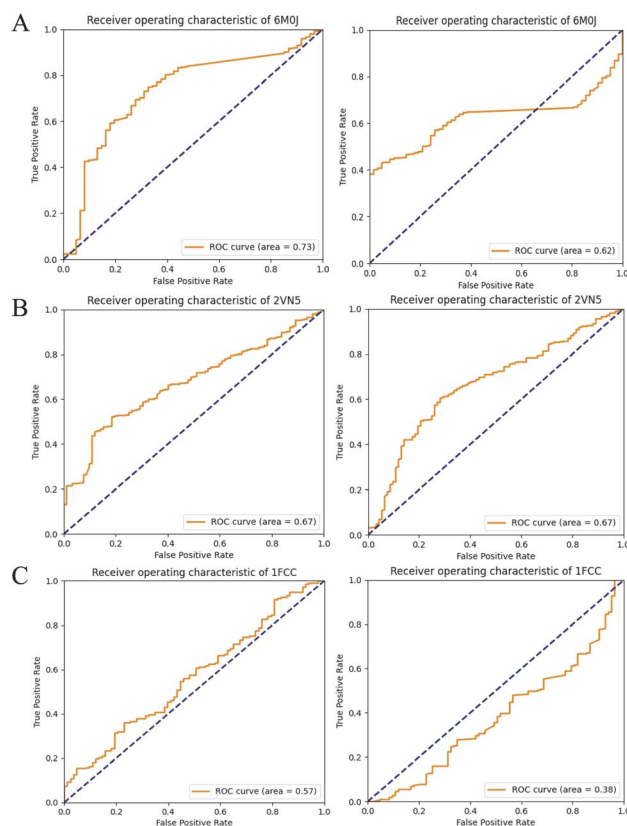 A
Receiver operating characteristic of 6M0J
True Positive Rate
1.0
0.8
0.6
0.4
0.2
0.0
0.0 0.2 0.4 0.6 0.8 1.0
False Positive Rate
ROC curve (area = 0.73)
Receiver operating characteristic of 6M0J
True Positive Rate
1.0
0.8
0.6
0.4
0.2
0.0
0.0 0.2 0.4 0.6 0.8 1.0
False Positive Rate
ROC curve (area = 0.62)
B
Receiver operating characteristic of 2VN5
True Positive Rate
1.0
0.8
0.6
0.4
0.2
0.0
0.0 0.2 0.4 0.6 0.8 1.0
False Positive Rate
ROC curve (area = 0.67)
Receiver operating characteristic of 2VN5
True Positive Rate
1.0
0.8
0.6
0.4
0.2
0.0
0.0 0.2 0.4 0.6 0.8 1.0
False Positive Rate
ROC curve (area = 0.67)
C
Receiver operating characteristic of 1FCC
True Positive Rate
1.0
0.8
0.6
0.4
0.2
0.0
0.0 0.2 0.4 0.6 0.8 1.0
False Positive Rate
ROC curve (area = 0.57)
Receiver operating characteristic of 1FCC
True Positive Rate
1.0
0.8
0.6
0.4
0.2
0.0
0.0 0.2 0.4 0.6 0.8 1.0
False Positive Rate
ROC curve (area = 0.38)